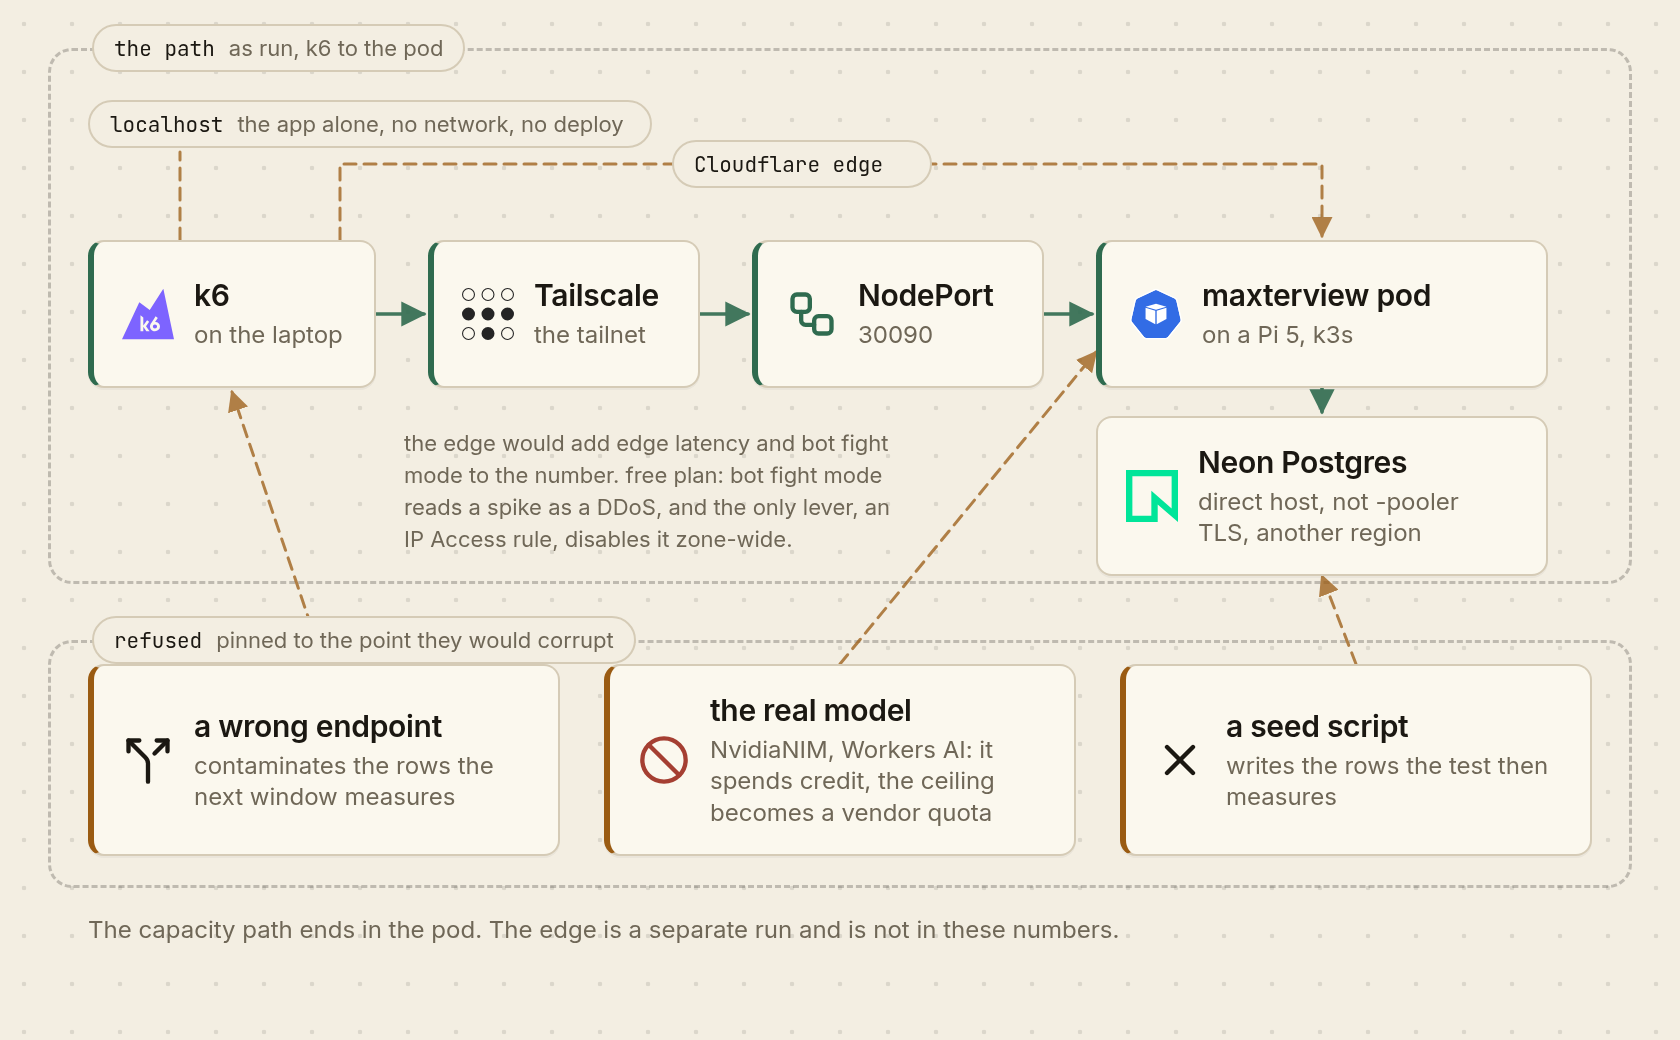 the path as run, k6 to the pod
localhost the app alone, no network, no deploy
Cloudflare edge
k6
k6
on the laptop
Tailscale
the tailnet
NodePort
30090
maxterview pod
on a Pi 5, k3s
the edge would add edge latency and bot fight
mode to the number. free plan: bot fight mode
reads a spike as a DDoS, and the only lever, an
IP Access rule, disables it zone-wide.
Neon Postgres
direct host, not -pooler
TLS, another region
refused pinned to the point they would corrupt
a wrong endpoint
contaminates the rows the
next window measures
the real model
NvidiaNIM, Workers AI: it
spends credit, the ceiling
becomes a vendor quota
a seed script
writes the rows the test then
measures
The capacity path ends in the pod. The edge is a separate run and is not in these numbers.